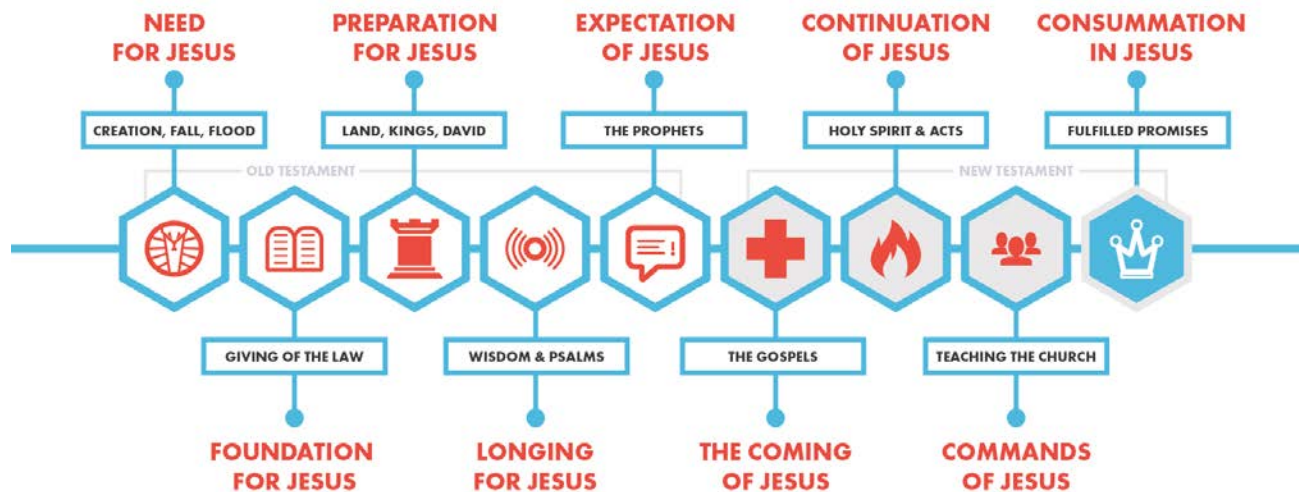 NEED
FOR JESUS
PREPARATION
FOR JESUS
EXPECTATION
OF JESUS
CONTINUATION
OF JESUS
CONSUMMATION
IN JESUS
CREATION, FALL, FLOOD
LAND, KINGS, DAVID
THE PROPHETS
HOLY SPIRIT & ACTS
FULFILLED PROMISES
OLD TESTAMENT
NEW TESTAMENT
GIVING OF THE LAW
WISDOM & PSALMS
THE GOSPELS
TEACHING THE CHURCH
FOUNDATION
FOR JESUS
LONGING
FOR JESUS
THE COMING
OF JESUS
COMMANDS
OF JESUS